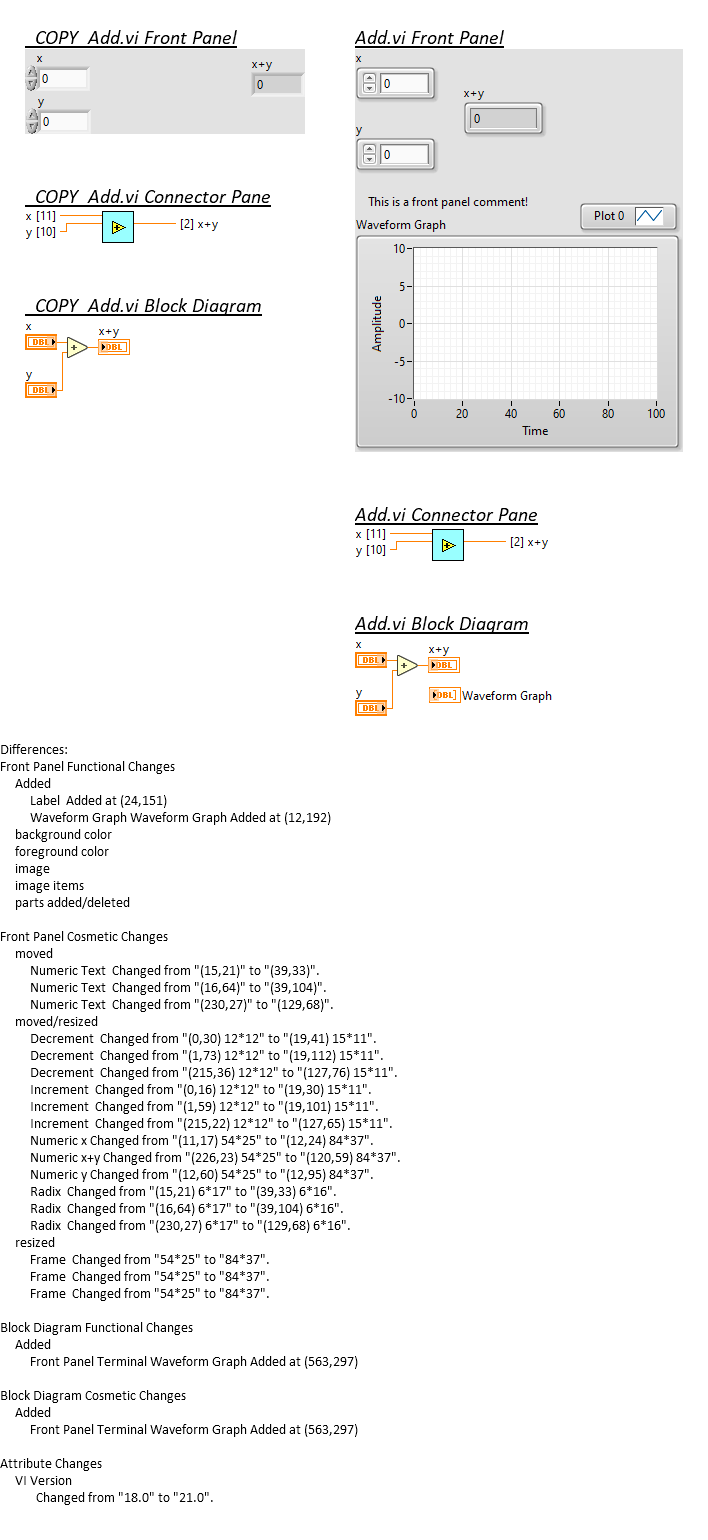 _COPY_Add.vi Front Panel
x
0
y
0
x+y
0
_COPY_Add.vi Connector Pane
x [11]
y [10]
[2] x+y
_COPY_Add.vi Block Diagram
x
DBL
y
DBL
x+y
DBL
Add.vi Front Panel
x
0
y
0
x+y
0
This is a front panel comment!
Plot 0
Waveform Graph
Amplitude
10
5
0
-5
-10
0 20 40 60 80 100
Time
Add.vi Connector Pane
x [11]
y [10]
[2] x+y
Add.vi Block Diagram
x
DBL
y
DBL
x+y
DBL
DBL Waveform Graph
Differences:
Front Panel Functional Changes
Added
Label  Added at (24,151)
Waveform Graph Waveform Graph Added at (12,192)
background color
foreground color
image
image items
parts added/deleted
Front Panel Cosmetic Changes
moved
Numeric Text  Changed from "(15,21)" to "(39,33)".
Numeric Text  Changed from "(16,64)" to "(39,104)".
Numeric Text  Changed from "(230,27)" to "(129,68)".
moved/resized
Decrement  Changed from "(0,30) 12*12" to "(19,41) 15*11".
Decrement  Changed from "(1,73) 12*12" to "(19,112) 15*11".
Decrement  Changed from "(215,36) 12*12" to "(127,76) 15*11".
Increment  Changed from "(0,16) 12*12" to "(19,30) 15*11".
Increment  Changed from "(1,59) 12*12" to "(19,101) 15*11".
Increment  Changed from "(215,22) 12*12" to "(127,65) 15*11".
Numeric x Changed from "(11,17) 54*25" to "(12,24) 84*37".
Numeric x+y Changed from "(226,23) 54*25" to "(120,59) 84*37".
Numeric y Changed from "(12,60) 54*25" to "(12,95) 84*37".
Radix  Changed from "(15,21) 6*17" to "(39,33) 6*16".
Radix  Changed from "(16,64) 6*17" to "(39,104) 6*16".
Radix  Changed from "(230,27) 6*17" to "(129,68) 6*16".
resized
Frame  Changed from "54*25" to "84*37".
Frame  Changed from "54*25" to "84*37".
Frame  Changed from "54*25" to "84*37".
Block Diagram Functional Changes
Added
Front Panel Terminal Waveform Graph Added at (563,297)
Block Diagram Cosmetic Changes
Added
Front Panel Terminal Waveform Graph Added at (563,297)
Attribute Changes
VI Version
Changed from "18.0" to "21.0".